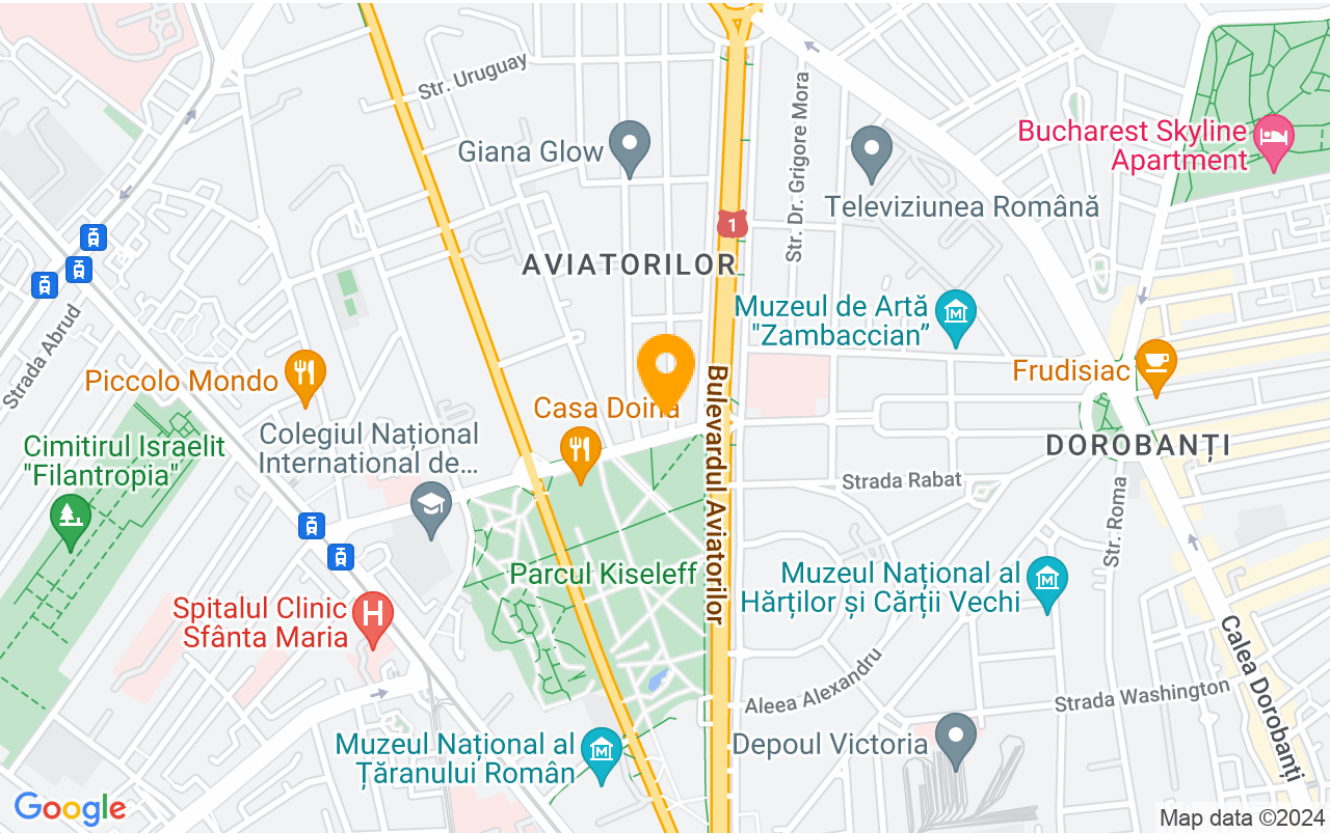 Str. Uruguay
Giana Glow
Str. Dr. Grigore Mora
Bucharest Skyline
Apartment
Televiziunea Română
1
AVIATORILOR
Muzeul de Artă
"Zambaccian”
Strada Abrud
Piccolo Mondo
Frudisiac
Casa Doina
Bulevardul Aviatorilor
Cimitirul Israelit
"Filantropia"
Colegiul Național
International de...
DOROBANȚI
Strada Rabat
Str. Roma
Parcul Kiseleff
Muzeul Național al
Hărților și Cărții Vechi
Spitalul Clinic
Sfânta Maria
H
Calea Dorobanți
Aleea Alexandru
Strada Washington
Muzeul Național al
Țăranului Român
Depoul Victoria
Google
Map data ©2024